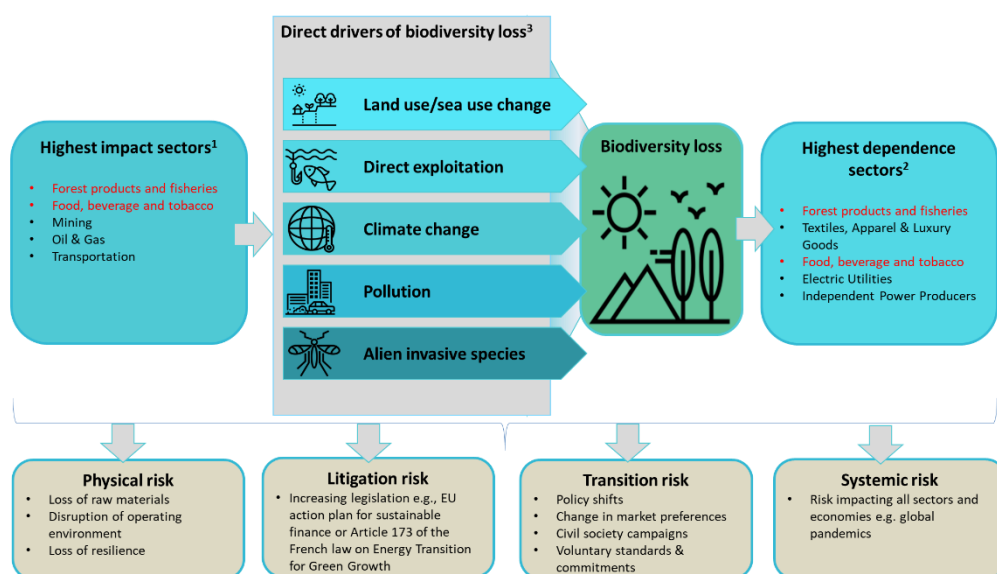 Direct drivers of biodiversity loss3
Highest impact sectors1
• Forest products and fisheries
• Food, beverage and tobacco
• Mining
• Oil & Gas
• Transportation
Land use/sea use change
Direct exploitation
Climate change
Pollution
Alien invasive species
Biodiversity loss
Highest dependence
sectors2
• Forest products and fisheries
• Textiles, Apparel & Luxury
Goods
• Food, beverage and tobacco
• Electric Utilities
• Independent Power Producers
Physical risk
• Loss of raw materials
• Disruption of operating
environment
• Loss of resilience
Litigation risk
• Increasing legislation e.g., EU
action plan for sustainable
finance or Article 173 of the
French law on Energy Transition
for Green Growth
Transition risk
• Policy shifts
• Change in market preferences
• Civil society campaigns
• Voluntary standards &
commitments
Systemic risk
• Risk impacting all sectors and
economies e.g. global
pandemics